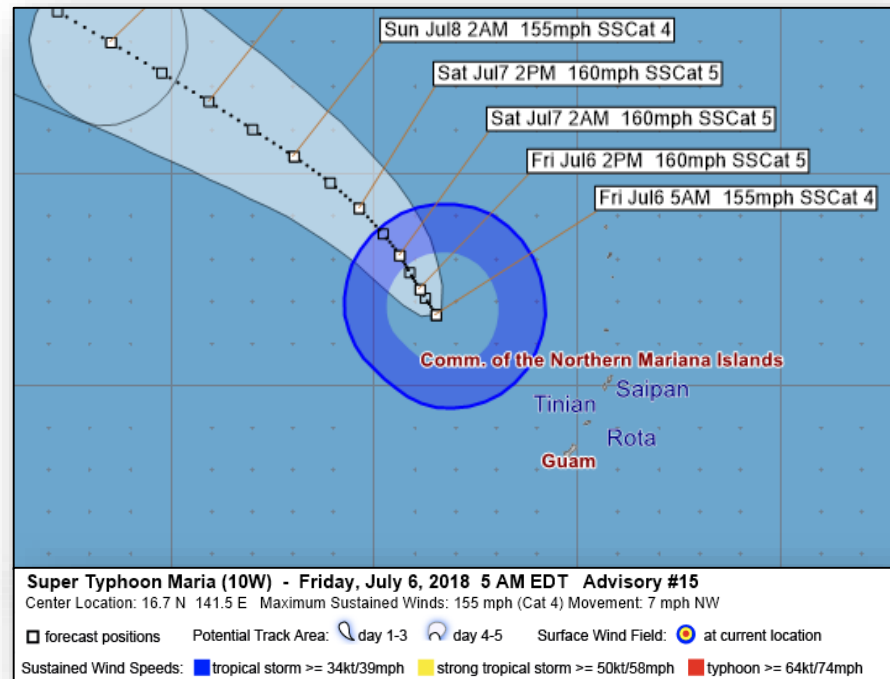 Sun Jul8 2AM  155mph SSCat 4
Sat Jul7 2PM  160mph SSCat 5
Sat Jul7 2AM  160mph SSCat 5
Fri Jul6 2PM  160mph SSCat 5
Fri Jul6 5AM  155mph SSCat 4
Comm. of the Northern Mariana Islands
Saipan
Tinian
Rota
Guam
Super Typhoon Maria (10W)  -  Friday, July 6, 2018  5 AM EDT   Advisory #15
Center Location: 16.7 N  141.5 E   Maximum Sustained Winds: 155 mph (Cat 4) Movement: 7 mph NW
forecast positions   Potential Track Area:   day 1-3   day 4-5   Surface Wind Field:   at current location
Sustained Wind Speeds:   tropical storm >= 34kt/39mph   strong tropical storm >= 50kt/58mph   typhoon >= 64kt/74mph